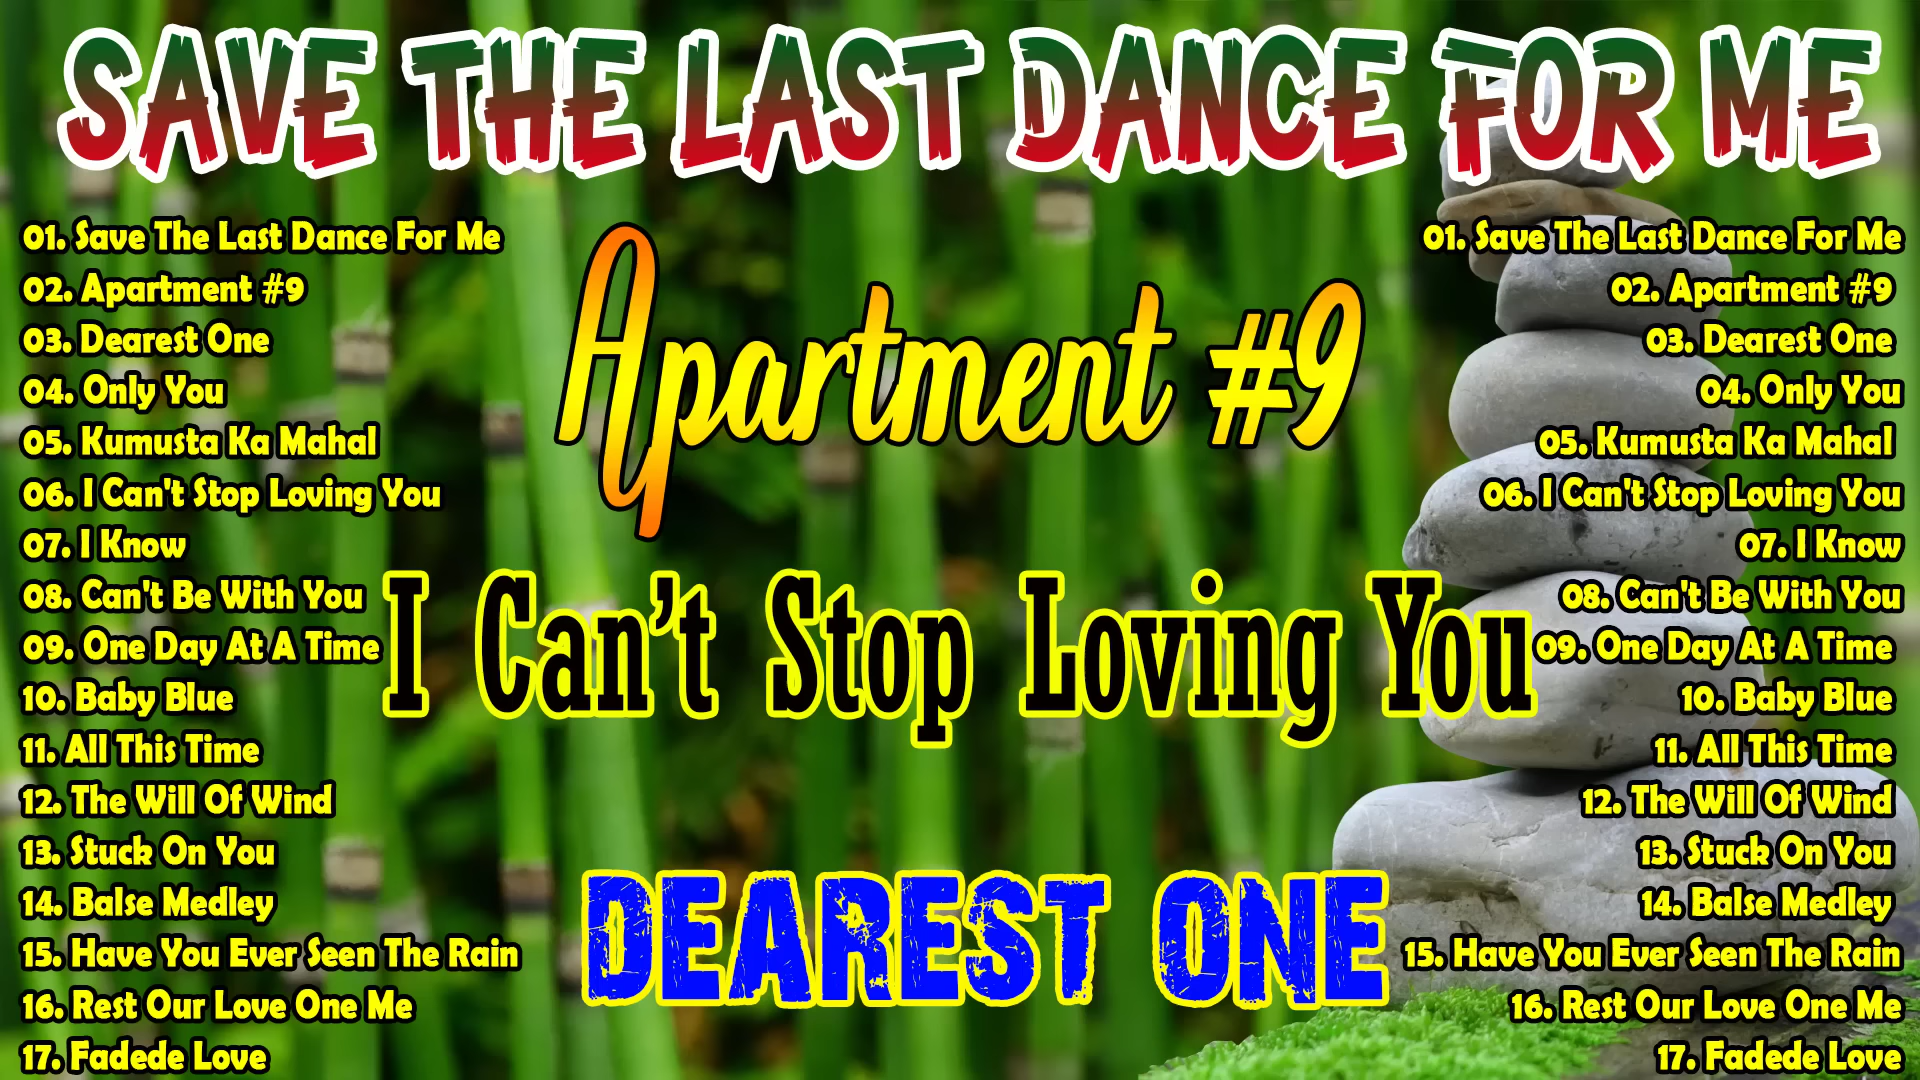 SAVE THE LAST DANCE FOR ME
01. Save The Last Dance For Me
02. Apartment #9
03. Dearest One
04. Only You
05. Kumusta Ka Mahal
06. I Can't Stop Loving You
07. I Know
08. Can't Be With You
09. One Day At A Time
10. Baby Blue
11. All This Time
12. The Will Of Wind
13. Stuck On You
14. Balse Medley
15. Have You Ever Seen The Rain
16. Rest Our Love One Me
17. Fadede Love
Apartment #9
I Can't Stop Loving You
DEAREST ONE
01. Save The Last Dance For Me
02. Apartment #9
03. Dearest One
04. Only You
05. Kumusta Ka Mahal
06. I Can't Stop Loving You
07. I Know
08. Can't Be With You
09. One Day At A Time
10. Baby Blue
11. All This Time
12. The Will Of Wind
13. Stuck On You
14. Balse Medley
15. Have You Ever Seen The Rain
16. Rest Our Love One Me
17. Fadede Love